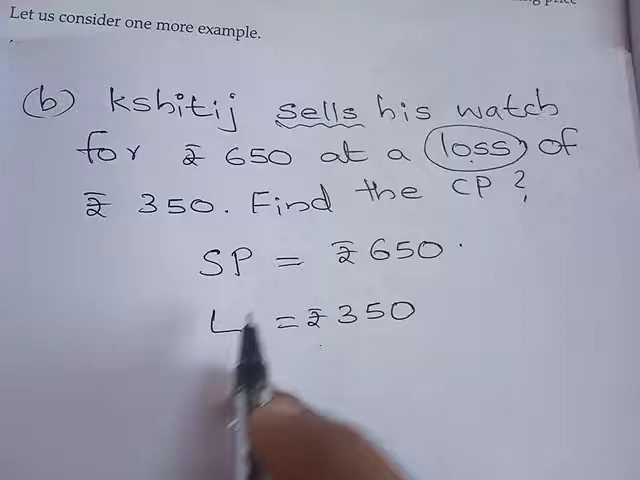 Let us consider one more example.
(b) Kshitij sells his watch
for ₹ 650 at a loss of
₹ 350. Find the CP?
SP = ₹650.
L = ₹350